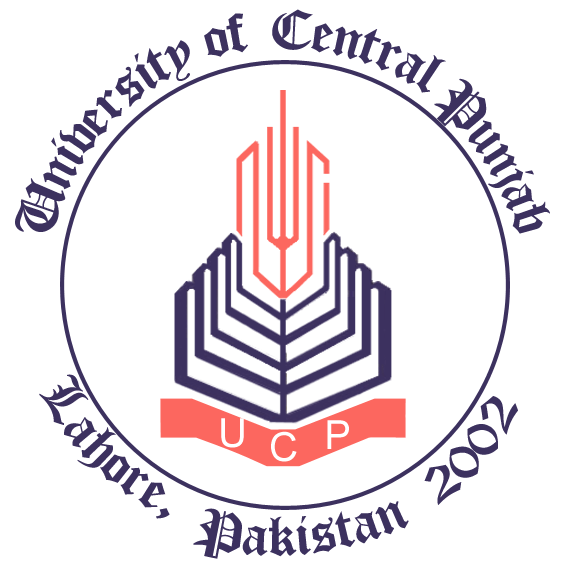 University of Central Punjab
UCP
Lahore, Pakistan 2002